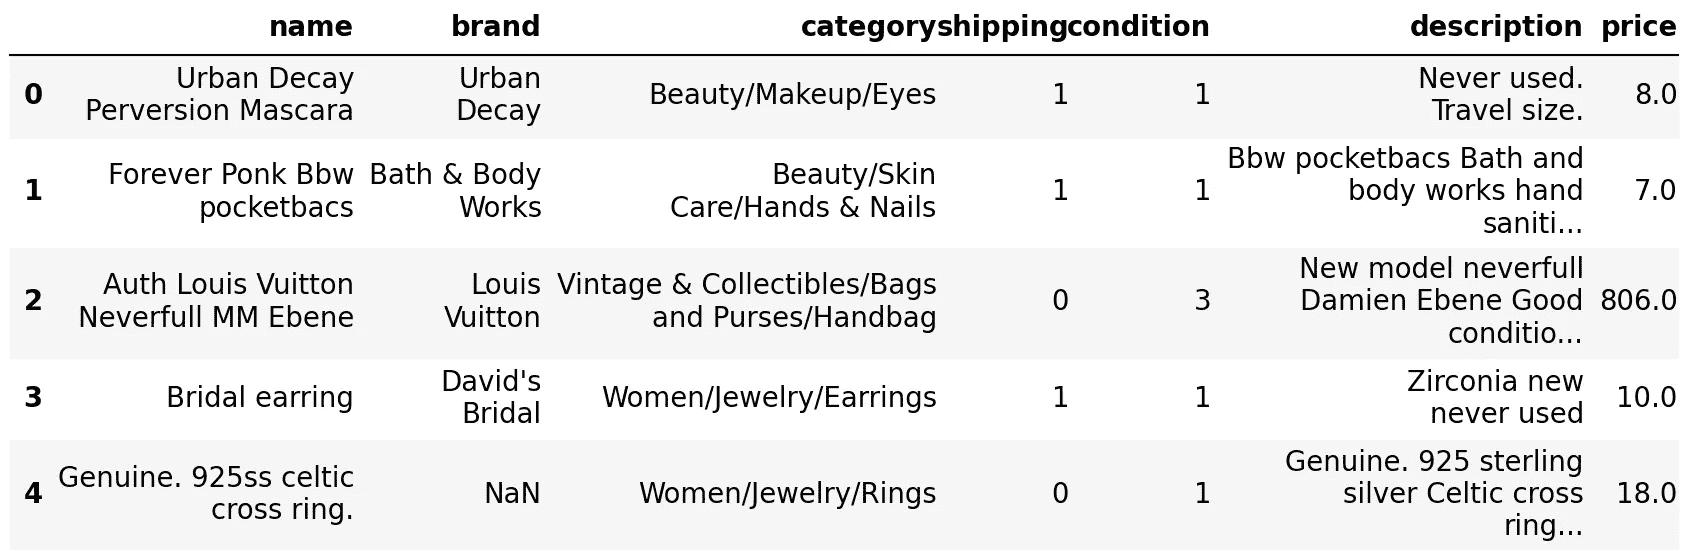 name brand category shipping condition description price
0 Urban Decay Perversion Mascara Urban Decay Beauty/Makeup/Eyes 1 1 Never used. Travel size. 8.0
1 Forever Ponk Bbw pocketbacs Bath & Body Works Beauty/Skin Care/Hands & Nails 1 1 Bbw pocketbacs Bath and body works hand saniti... 7.0
2 Auth Louis Vuitton Neverfull MM Ebene Louis Vuitton Vintage & Collectibles/Bags and Purses/Handbag 0 3 New model neverfull Damien Ebene Good conditio... 806.0
3 Bridal earring David's Bridal Women/Jewelry/Earrings 1 1 Zirconia new never used 10.0
4 Genuine. 925ss celtic cross ring. NaN Women/Jewelry/Rings 0 1 Genuine. 925 sterling silver Celtic cross ring... 18.0